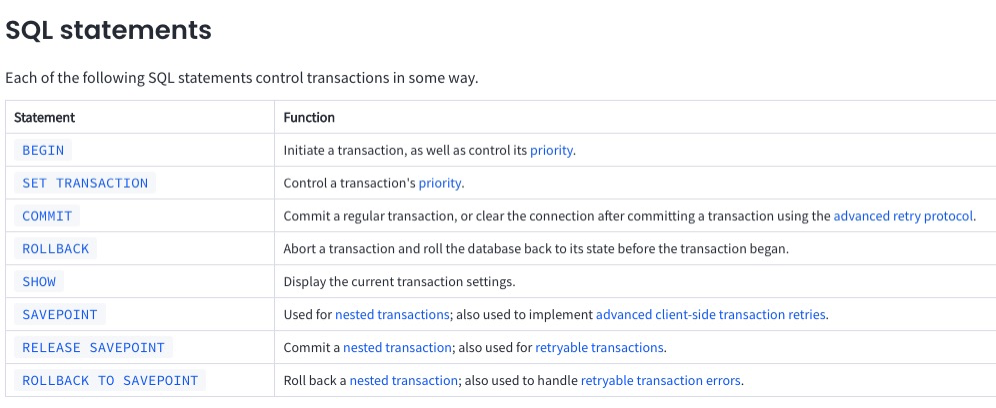 SQL statements
Each of the following SQL statements control transactions in some way.
Statement Function
BEGIN Initiate a transaction, as well as control its priority.
SET TRANSACTION Control a transaction's priority.
COMMIT Commit a regular transaction, or clear the connection after committing a transaction using the advanced retry protocol.
ROLLBACK Abort a transaction and roll the database back to its state before the transaction began.
SHOW Display the current transaction settings.
SAVEPOINT Used for nested transactions; also used to implement advanced client-side transaction retries.
RELEASE SAVEPOINT Commit a nested transaction; also used for retryable transactions.
ROLLBACK TO SAVEPOINT Roll back a nested transaction; also used to handle retryable transaction errors.